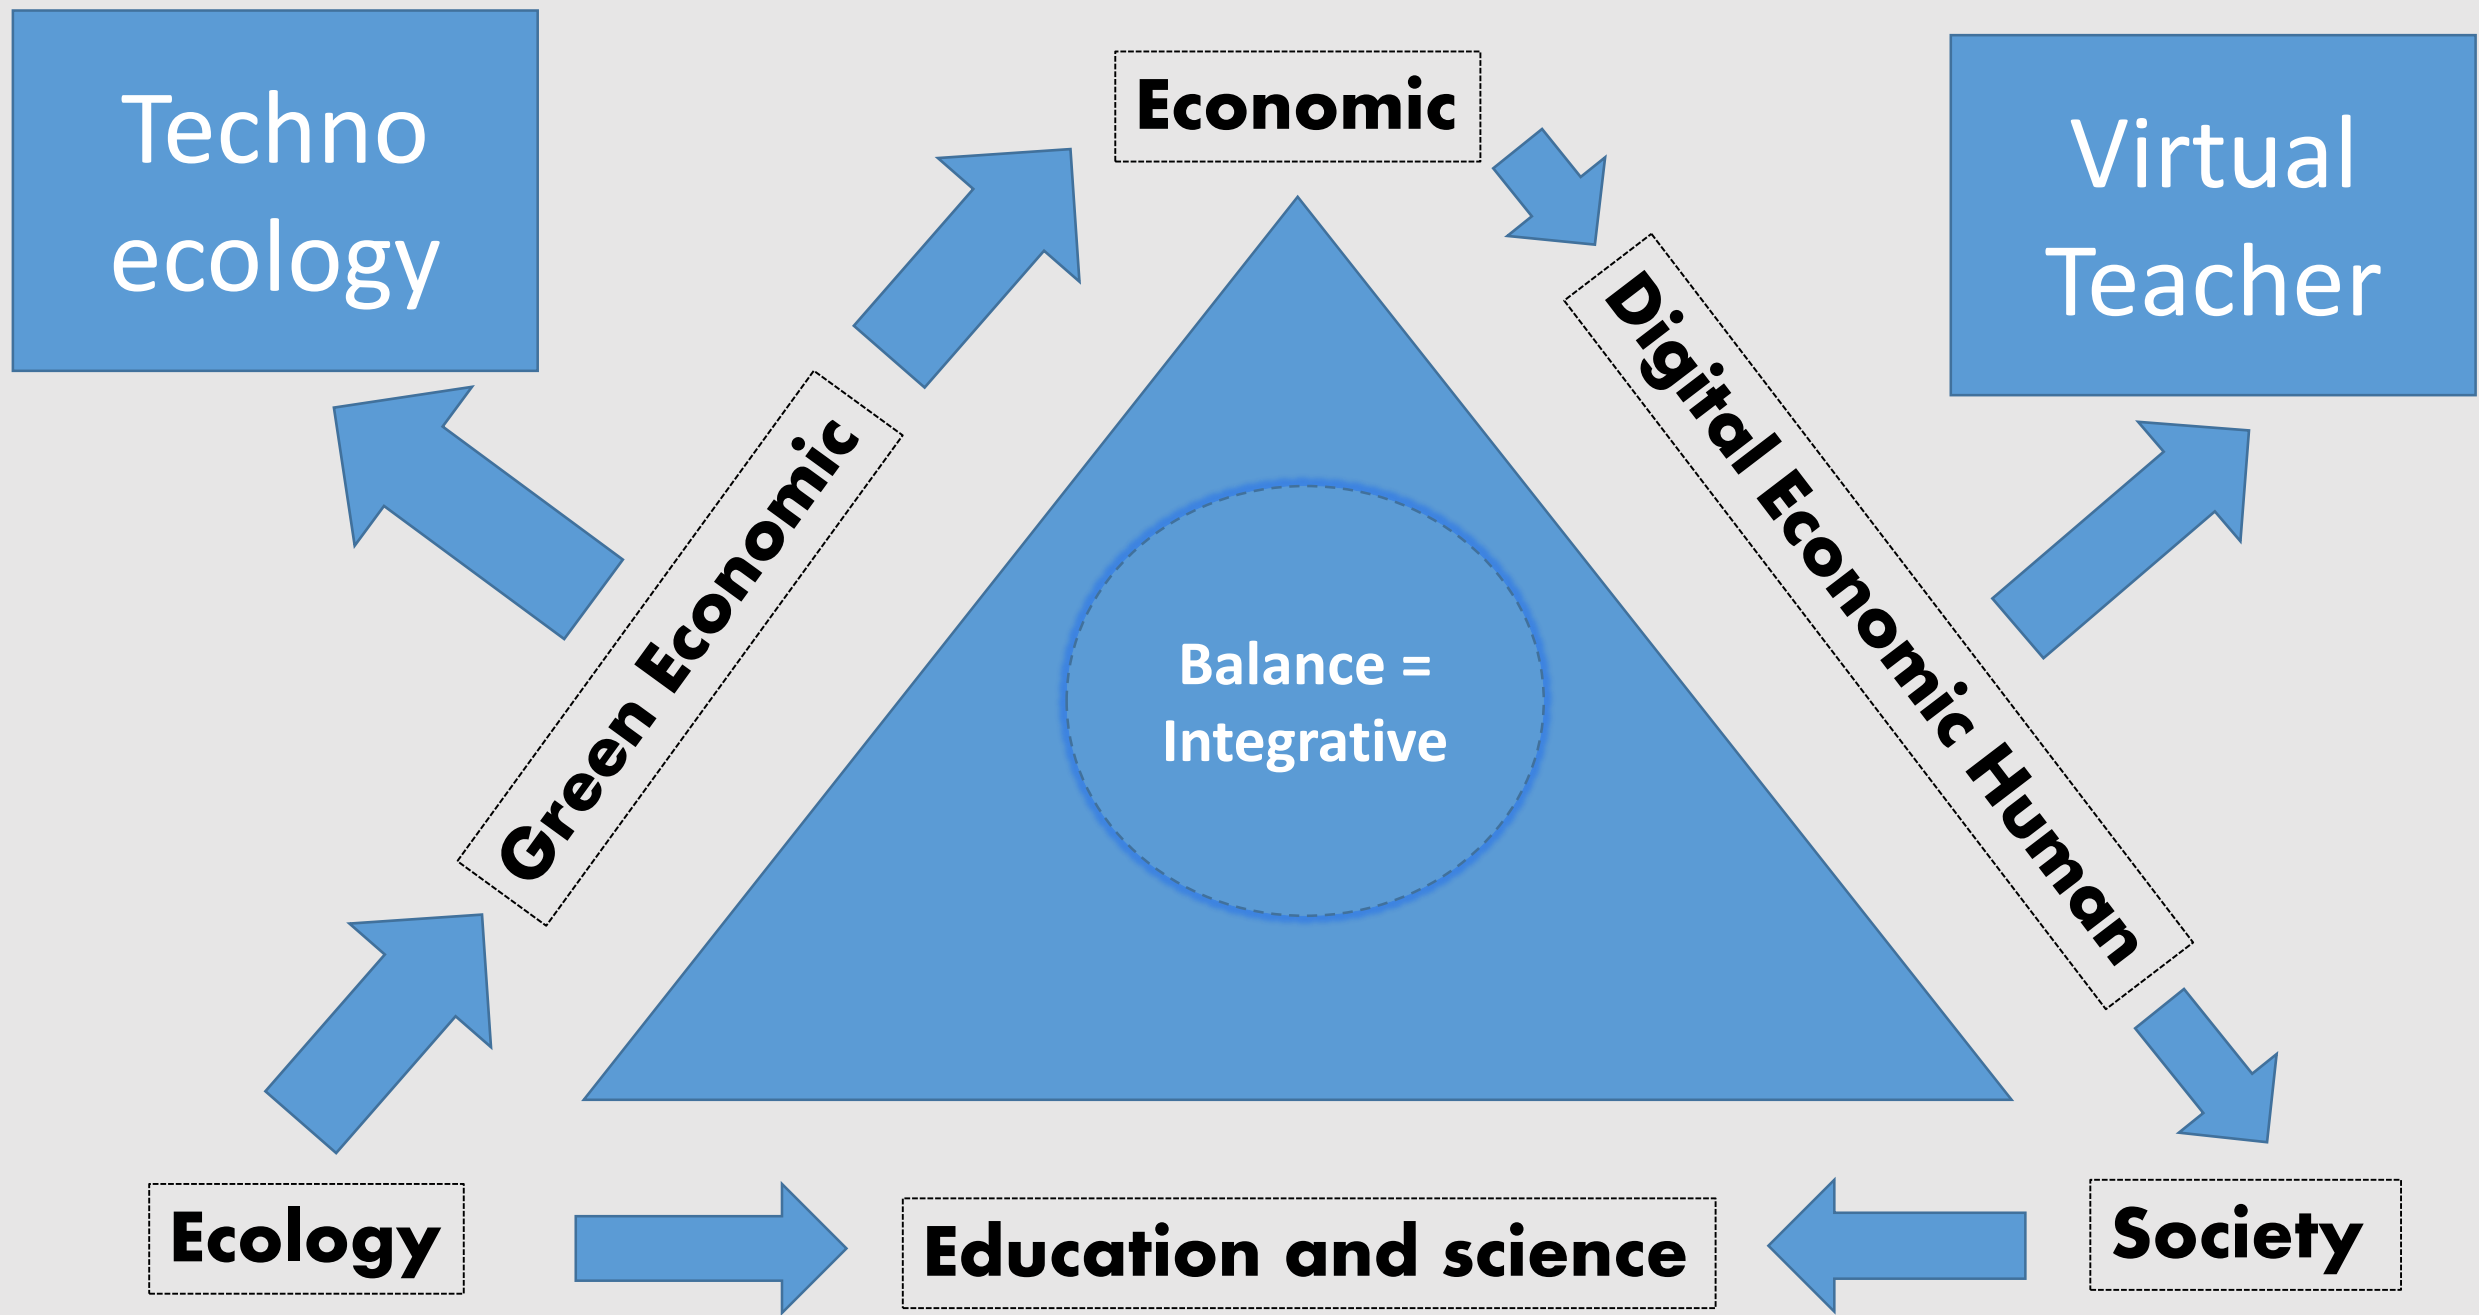 Techno
ecology
Economic
Virtual
Teacher
Green Economic
Digital Economic Human
Balance =
Integrative
Ecology
Education and science
Society